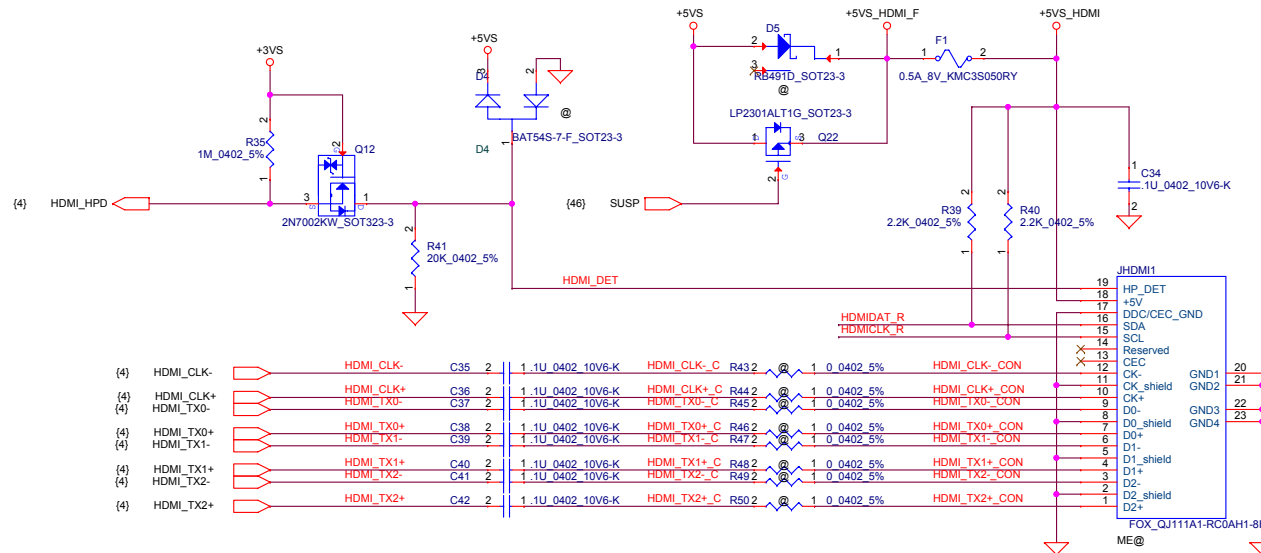 +5VS
+5VS_HDMI_F
+5VS_HDMI
D5
2
1
3
RB491D_SOT23-3
@
F1
1
2
0.5A_8V_KMC3S050RY
+3VS
+5VS
D4
3
2
@
BAT54S-7-F_SOT23-3
1
D4
LP2301ALT1G_SOT23-3
1
D
S
3
Q22
2
G
2
R35
1M_0402_5%
1
2
G
Q12
{4}
HDMI_HPD
3
S
D
1
2N7002KW_SOT323-3
{46}
SUSP
1
C34
.1U_0402_10V6-K
2
2
R39
2.2K_0402_5%
1
2
R40
2.2K_0402_5%
1
2
R41
20K_0402_5%
1
JHDMI1
HDMI_DET
19 HP_DET
18 +5V
17 DDC/CEC_GND
HDMIDAT_R
16 SDA
HDMICLK_R
15 SCL
14 Reserved
13 CEC
{4} HDMI_CLK- HDMI_CLK- C35 2 1 .1U_0402_10V6-K HDMI_CLK-_C R43 2 @ 1 0_0402_5% HDMI_CLK-_CON 12 CK- GND1 20
11 CK_shield GND2 21
{4} HDMI_CLK+ HDMI_CLK+ C36 2 1 .1U_0402_10V6-K HDMI_CLK+_C R44 2 @ 1 0_0402_5% HDMI_CLK+_CON 10 CK+
{4} HDMI_TX0- HDMI_TX0- C37 2 1 .1U_0402_10V6-K HDMI_TX0-_C R45 2 @ 1 0_0402_5% HDMI_TX0-_CON 9 D0- GND3 22
8 D0_shield GND4 23
{4} HDMI_TX0+ HDMI_TX0+ C38 2 1 .1U_0402_10V6-K HDMI_TX0+_C R46 2 @ 1 0_0402_5% HDMI_TX0+_CON 7 D0+
{4} HDMI_TX1- HDMI_TX1- C39 2 1 .1U_0402_10V6-K HDMI_TX1-_C R47 2 @ 1 0_0402_5% HDMI_TX1-_CON 6 D1-
5 D1_shield
{4} HDMI_TX1+ HDMI_TX1+ C40 2 1 .1U_0402_10V6-K HDMI_TX1+_C R48 2 @ 1 0_0402_5% HDMI_TX1+_CON 4 D1+
{4} HDMI_TX2- HDMI_TX2- C41 2 1 .1U_0402_10V6-K HDMI_TX2-_C R49 2 @ 1 0_0402_5% HDMI_TX2-_CON 3 D2-
2 D2_shield
{4} HDMI_TX2+ HDMI_TX2+ C42 2 1 .1U_0402_10V6-K HDMI_TX2+_C R50 2 @ 1 0_0402_5% HDMI_TX2+_CON 1 D2+
FOX_QJ111A1-RC0AH1-8
ME@